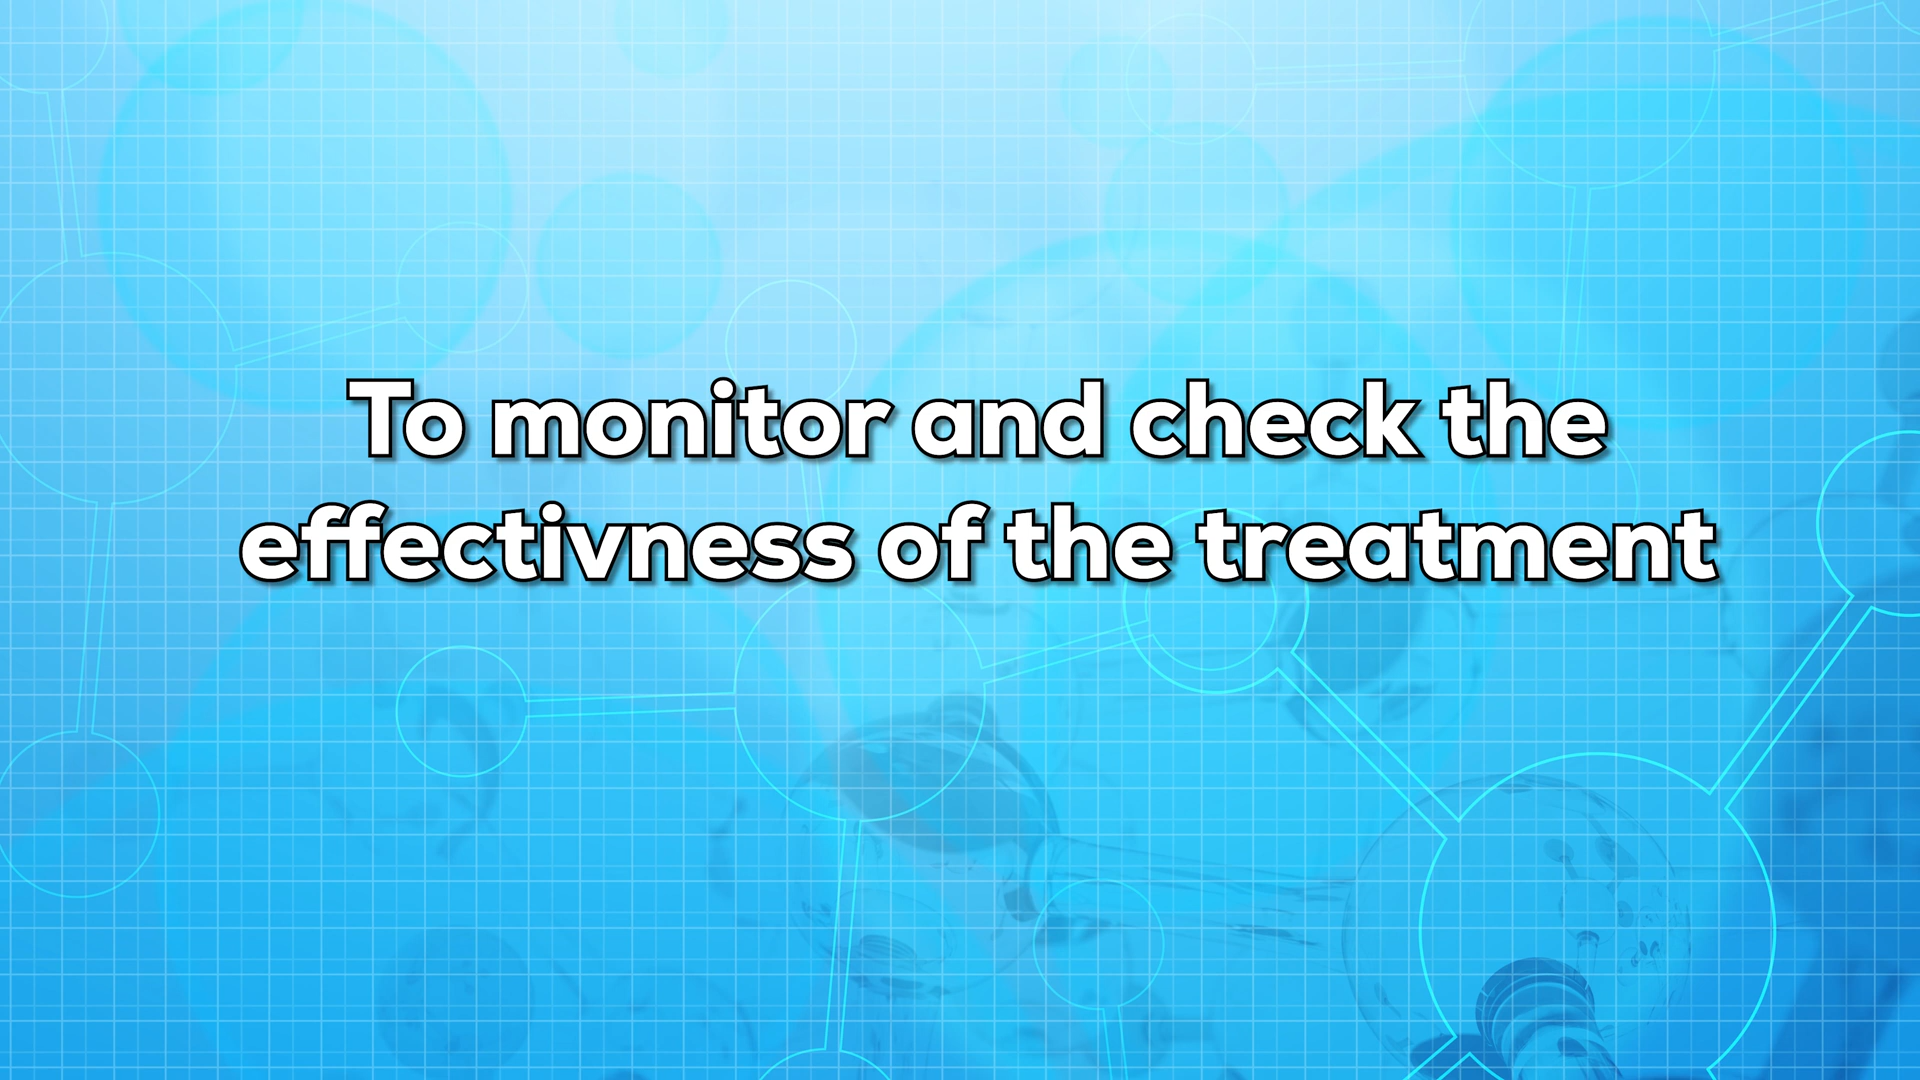 To monitor and check the
effectivness of the treatment